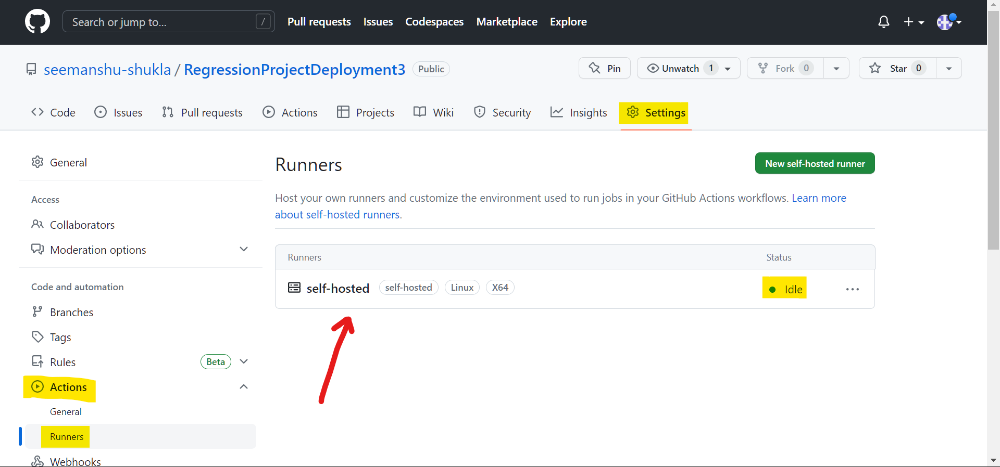 Search or jump to... /
Pull requests Issues Codespaces Marketplace Explore
seemanshu-shukla / RegressionProjectDeployment3 Public
Pin Unwatch 1 Fork 0 Star 0
Code Issues Pull requests Actions Projects Wiki Security Insights Settings
General
Access
Collaborators
Moderation options
Code and automation
Branches
Tags
Rules Beta
Actions
General
Runners
Webhooks
Runners
New self-hosted runner
Host your own runners and customize the environment used to run jobs in your GitHub Actions workflows. Learn more
about self-hosted runners.
Runners Status
self-hosted self-hosted Linux X64 Idle